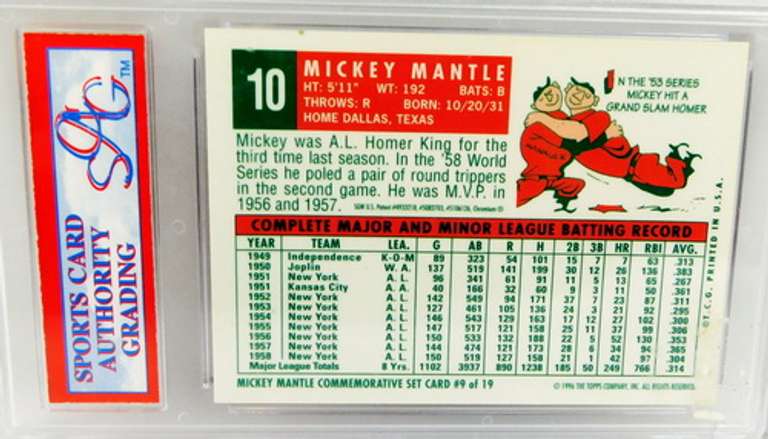 SAG™
SPORTS CARD
AUTHORITY
GRADING
10
MICKEY MANTLE
HT: 5'11" WT: 192 BATS: B
THROWS: R BORN: 10/20/31
HOME DALLAS, TEXAS
Mickey was A.L. Homer King for the
third time last season. In the '58 World
Series he poled a pair of round trippers
in the second game. He was M.V.P. in
1956 and 1957.
IN THE '53 SERIES
MICKEY HIT A
GRAND SLAM HOMER
COMPLETE MAJOR AND MINOR LEAGUE BATTING RECORD
YEAR TEAM LEA. G AB R H 2B 3B HR RBI AVG.
1949 Independence K-O-M 89 323 54 101 15 7 7 63 .313
1950 Joplin W. A. 137 519 141 199 30 12 26 136 .383
1951 New York A. L. 96 341 61 91 11 5 13 65 .267
1951 Kansas City A. A. 40 166 32 60 9 3 11 50 .361
1952 New York A. L. 142 549 94 171 37 7 23 87 .311
1953 New York A. L. 127 461 105 136 24 3 21 92 .295
1954 New York A. L. 146 543 129 163 17 12 27 102 .300
1955 New York A. L. 147 517 121 158 25 11 37 99 .306
1956 New York A. L. 150 533 132 188 22 5 52 130 .353
1957 New York A. L. 144 474 121 173 28 6 34 94 .365
1958 New York A. L. 150 519 127 158 21 1 42 97 .304
Major League Totals 8 Yrs. 1102 3937 890 1238 185 50 249 .314
MICKEY MANTLE COMMEMORATIVE SET CARD #9 of 19
© 1996 THE TOPPS COMPANY, INC. ALL RIGHTS RESERVED.
©T.C.G. PRINTED IN U.S.A.